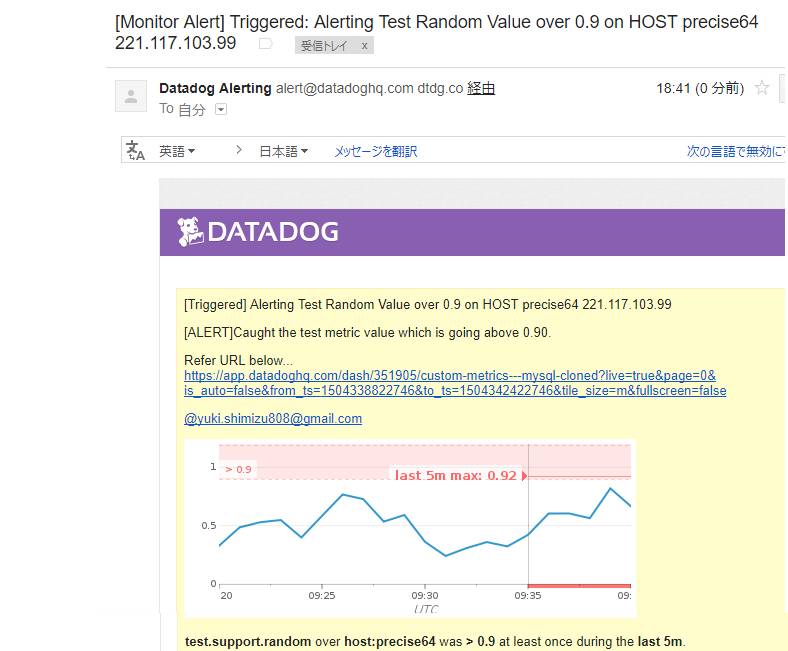 [Monitor Alert] Triggered: Alerting Test Random Value over 0.9 on HOST precise64
221.117.103.99 受信トレイ x
Datadog Alerting alert@datadoghq.com dtdg.co 経由 18:41 (0 分前)
To 自分
英語 > 日本語 メッセージを翻訳 次の言語で無効に
DATADOG
[Triggered] Alerting Test Random Value over 0.9 on HOST precise64 221.117.103.99
[ALERT]Caught the test metric value which is going above 0.90.
Refer URL below...
https://app.datadoghq.com/dash/351905/custom-metrics---mysql-cloned?live=true&page=0&
is_auto=false&from_ts=1504338822746&to_ts=1504342422746&tile_size=m&fullscreen=false
@yuki.shimizu808@gmail.com
1
> 0.9
last 5m max: 0.92
0.5
0
20 09:25 09:30 09:35 09:
UTC
test.support.random over host:precise64 was > 0.9 at least once during the last 5m.